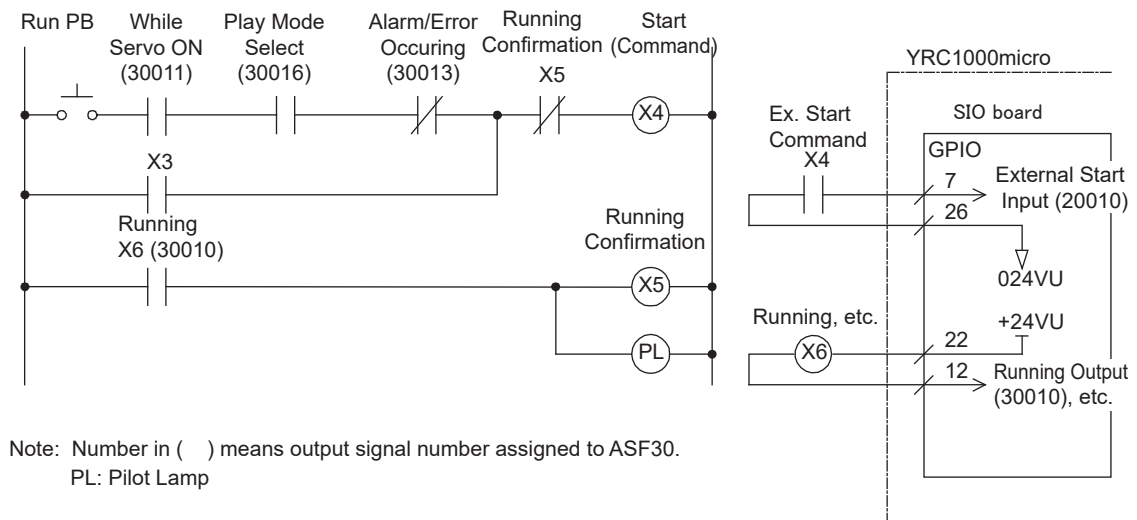 Run PB
While
Servo ON
(30011)
Play Mode
Select
(30016)
Alarm/Error
Occuring
(30013)
Running
Confirmation
X5
Start
(Command)
X4
X3
Running
X6 (30010)
Running
Confirmation
X5
PL
YRC1000micro
SIO board
GPIO
Ex. Start
Command
X4
7
External Start
Input (20010)
26
024VU
+24VU
Running, etc.
X6
22
12
Running Output
(30010), etc.
Note: Number in ( ) means output signal number assigned to ASF30.
PL: Pilot Lamp